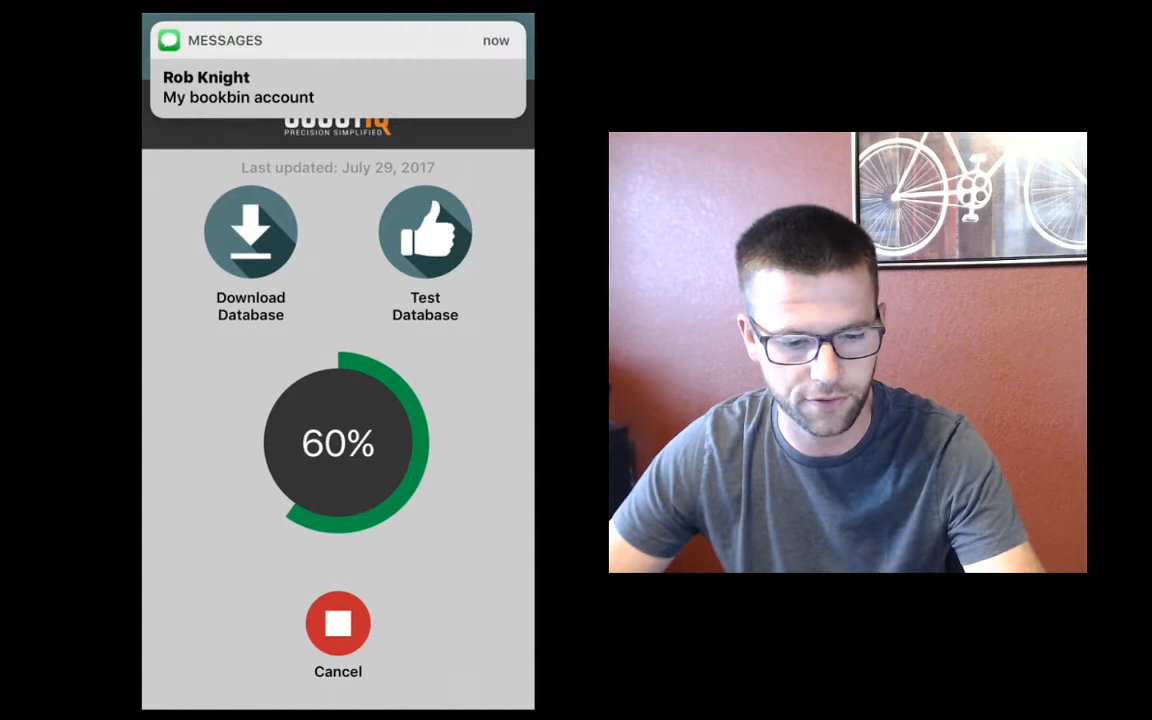 MESSAGES now
Rob Knight
My bookbin account
PRECISION SIMPLIFIED
Last updated: July 29, 2017
Download
Database
Test
Database
60%
Cancel